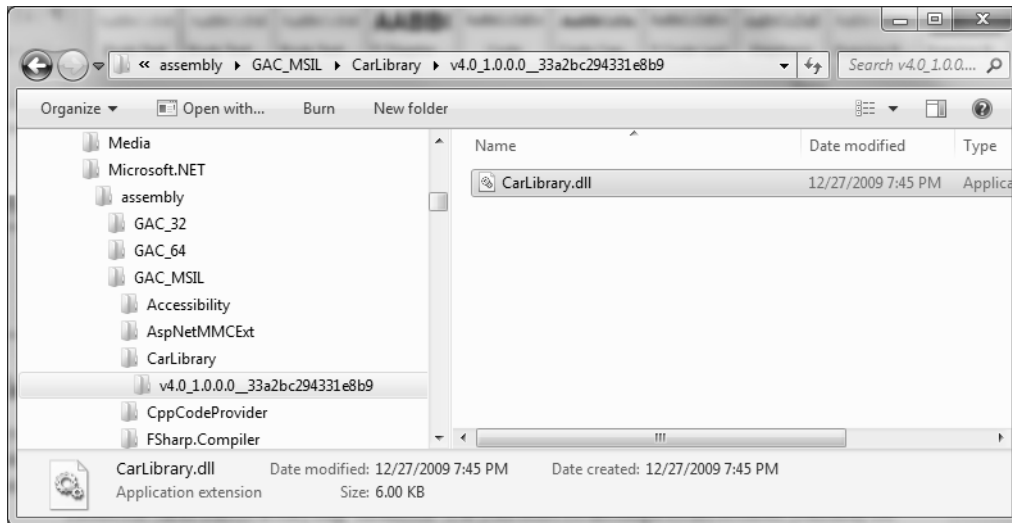 « assembly ▸ GAC_MSIL ▸ CarLibrary ▸ v4.0_1.0.0.0__33a2bc294331e8b9
Search v4.0_1.0.0....
Organize Open with... Burn New folder
Media
Microsoft.NET
assembly
GAC_32
GAC_64
GAC_MSIL
Accessibility
AspNetMMCExt
CarLibrary
v4.0_1.0.0.0__33a2bc294331e8b9
CppCodeProvider
FSharp.Compiler
Name Date modified Type
CarLibrary.dll 12/27/2009 7:45 PM Applica
CarLibrary.dll Date modified: 12/27/2009 7:45 PM Date created: 12/27/2009 7:45 PM
Application extension Size: 6.00 KB